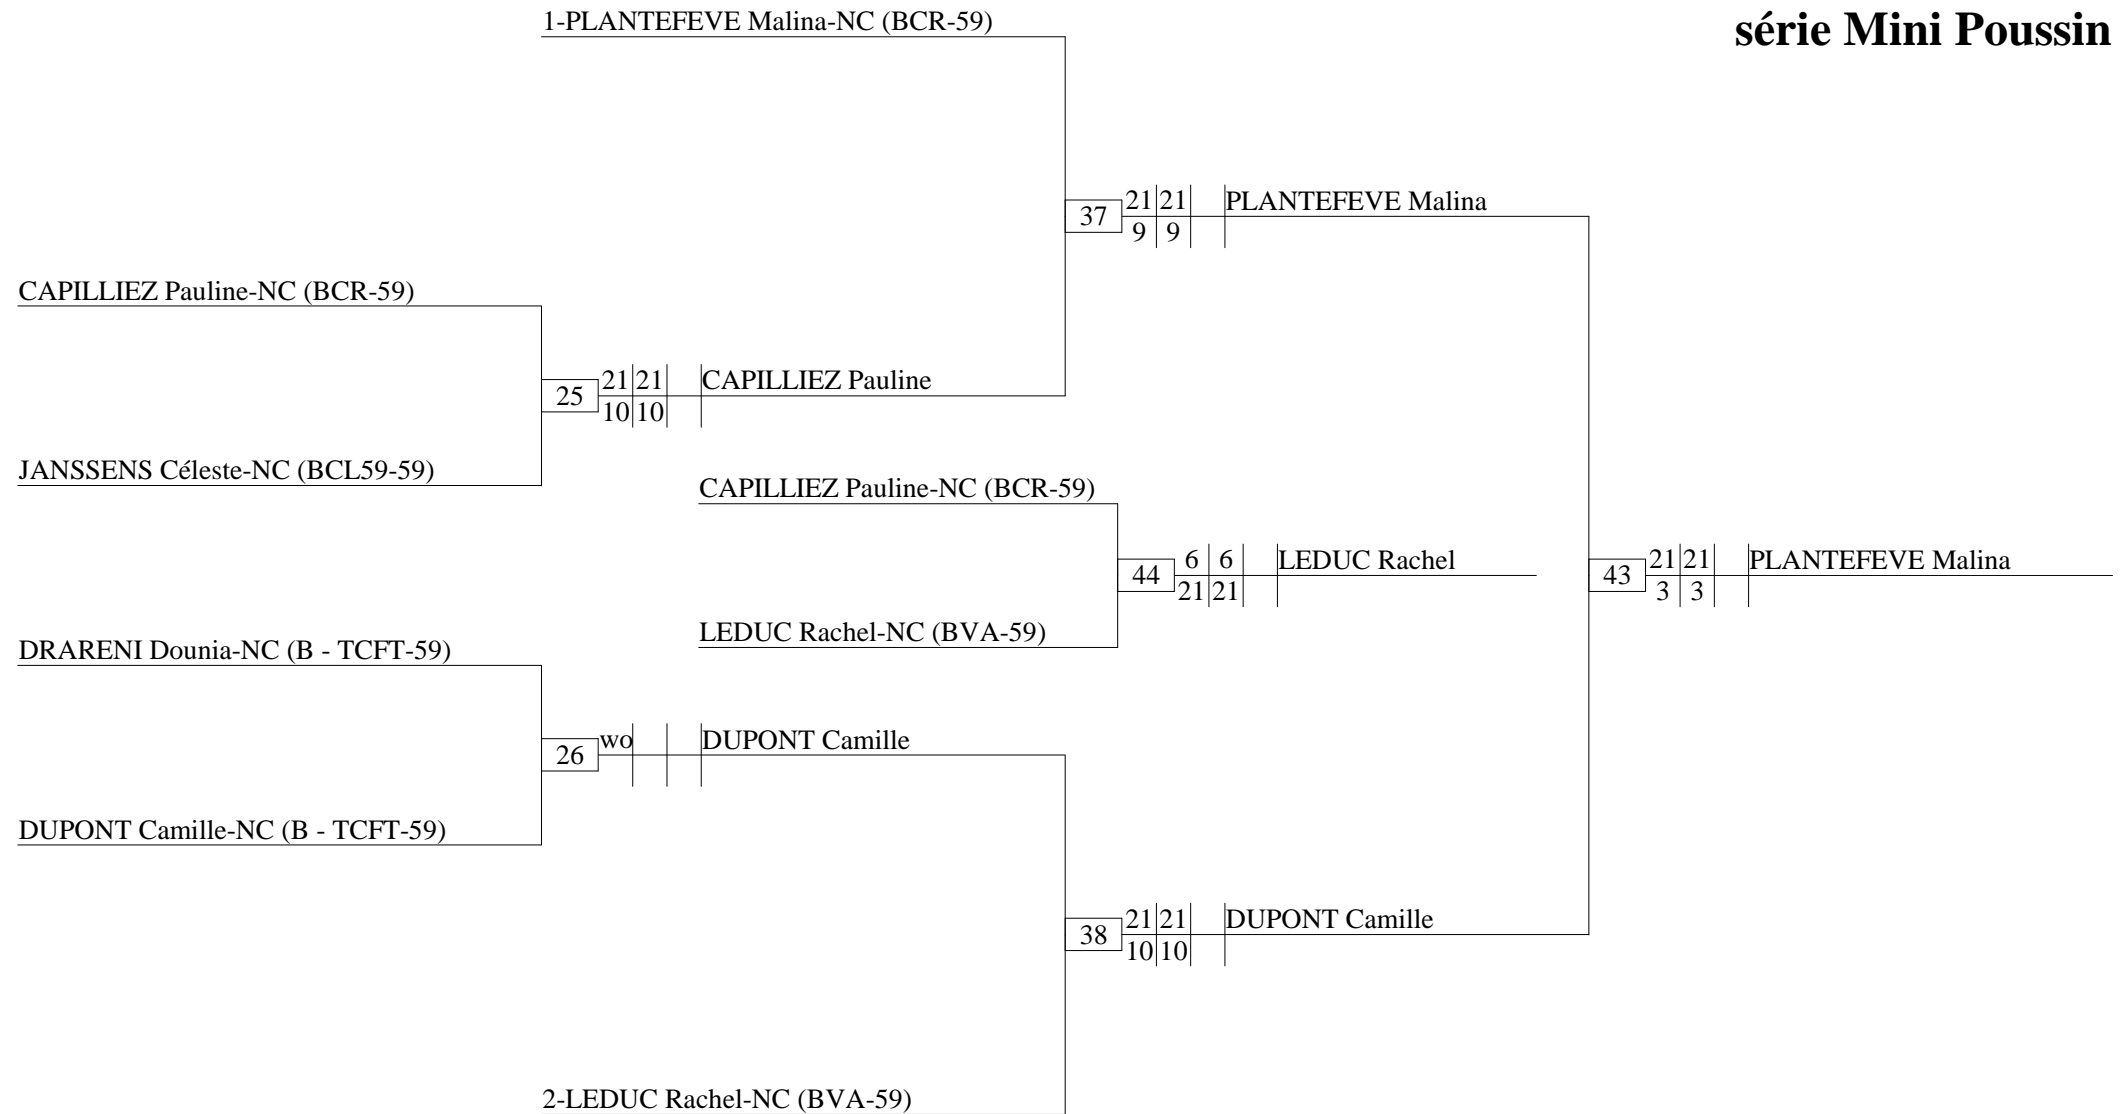 1-PLANTEFEVE Malina-NC (BCR-59)
série Mini Poussin
21 21 PLANTEFEVE Malina
37
9 9
CAPILLIEZ Pauline-NC (BCR-59)
21 21 CAPILLIEZ Pauline
25
10 10
JANSSENS Céleste-NC (BCL59-59)
CAPILLIEZ Pauline-NC (BCR-59)
6 6 LEDUC Rachel
44
21 21
21 21 PLANTEFEVE Malina
43
3 3
LEDUC Rachel-NC (BVA-59)
DRARENI Dounia-NC (B - TCFT-59)
wo DUPONT Camille
26
DUPONT Camille-NC (B - TCFT-59)
21 21 DUPONT Camille
38
10 10
2-LEDUC Rachel-NC (BVA-59)